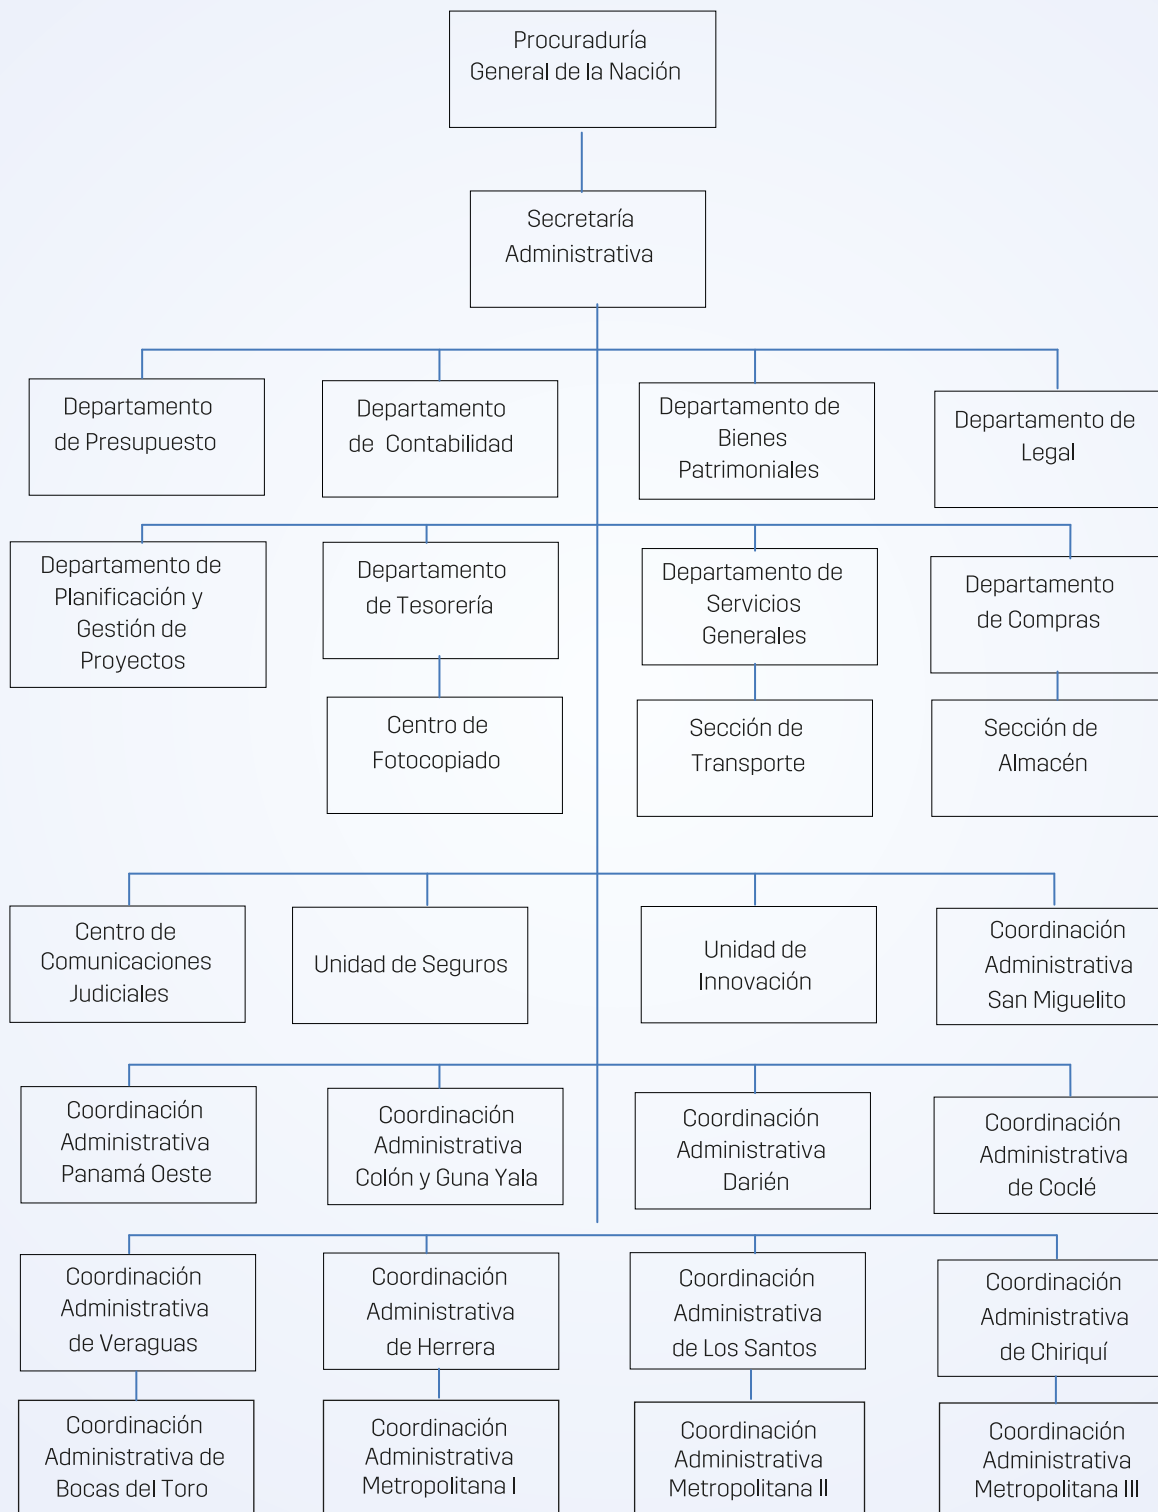 Procuraduría
General de la Nación
Secretaría
Administrativa
Departamento
de Presupuesto
Departamento
de Contabilidad
Departamento de
Bienes
Patrimoniales
Departamento de
Legal
Departamento de
Planificación y
Gestión de
Proyectos
Departamento
de Tesorería
Departamento de
Servicios
Generales
Departamento
de Compras
Centro de
Fotocopiado
Sección de
Transporte
Sección de
Almacén
Centro de
Comunicaciones
Judiciales
Unidad de Seguros
Unidad de
Innovación
Coordinación
Administrativa
San Miguelito
Coordinación
Administrativa
Panamá Oeste
Coordinación
Administrativa
Colón y Guna Yala
Coordinación
Administrativa
Darién
Coordinación
Administrativa
de Coclé
Coordinación
Administrativa
de Veraguas
Coordinación
Administrativa
de Herrera
Coordinación
Administrativa
de Los Santos
Coordinación
Administrativa
de Chiriquí
Coordinación
Administrativa de
Bocas del Toro
Coordinación
Administrativa
Metropolitana I
Coordinación
Administrativa
Metropolitana II
Coordinación
Administrativa
Metropolitana III